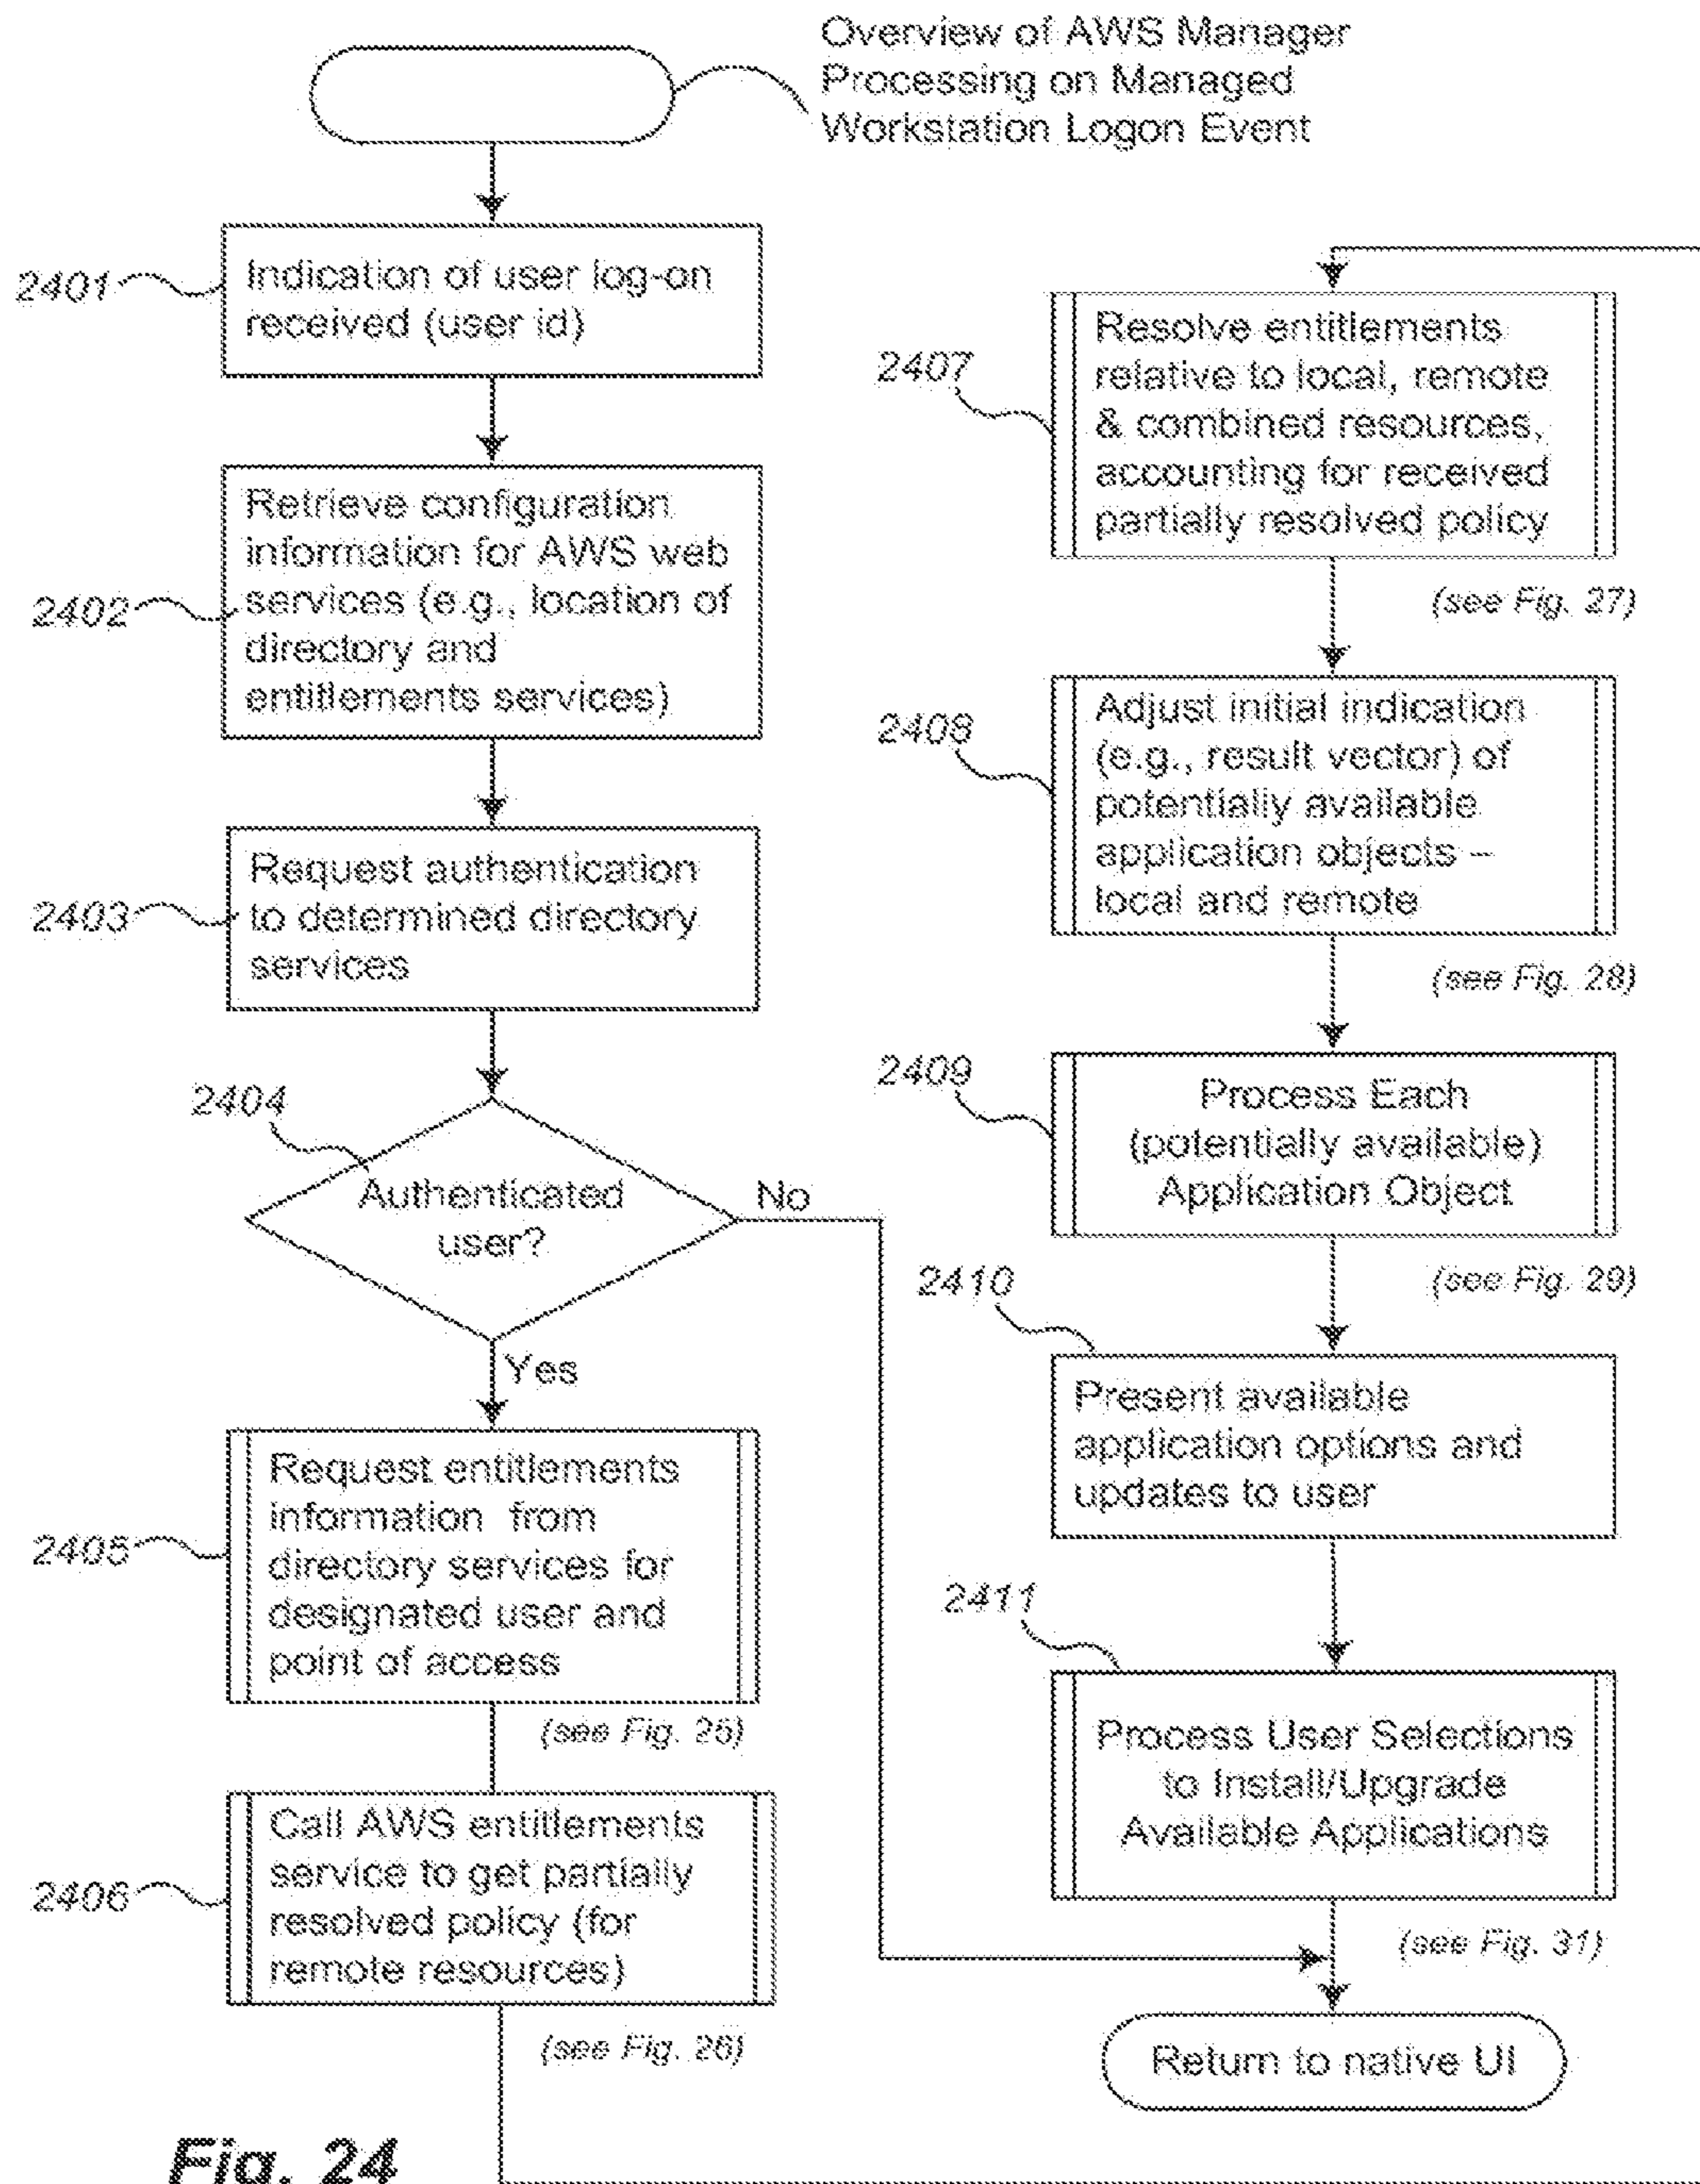 Overview of AWS Manager
Processing on Managed
Workstation Logon Event
2401
Indication of user log-on
received (user id)
2402
Retrieve configuration
information for AWS web
services (e.g., location of
directory and
entitlements services)
2403
Request authentication
to determined directory
services
2404
Authenticated
user?
No
Yes
2405
Request entitlements
information from
directory services for
designated user and
point of access
(see Fig. 25)
2406
Call AWS entitlements
service to get partially
resolved policy (for
remote resources)
(see Fig. 26)
2407
Resolve entitlements
relative to local, remote
& combined resources,
accounting for received
partially resolved policy
(see Fig. 27)
2408
Adjust initial indication
(e.g., result vector) of
potentially available
application objects –
local and remote
(see Fig. 28)
2409
Process Each
(potentially available)
Application Object
(see Fig. 29)
2410
Present available
application options and
updates to user
2411
Process User Selections
to Install/Upgrade
Available Applications
(see Fig. 31)
Return to native UI
Fig. 24